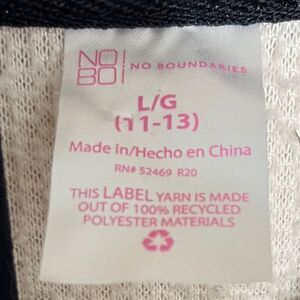 NO
BO! NO BOUNDARIES
L/G
(11-13)
Made in/Hecho en China
RN# 52469 R20
THIS LABEL YARN IS MADE
OUT OF 100% RECYCLED
POLYESTER MATERIALS